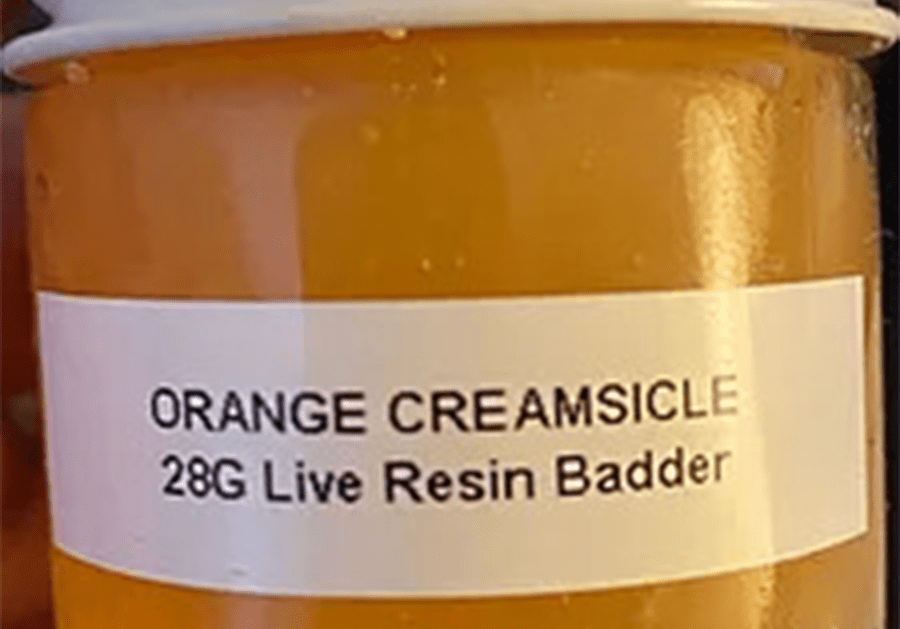 ORANGE CREAMSICLE
28G Live Resin Badder